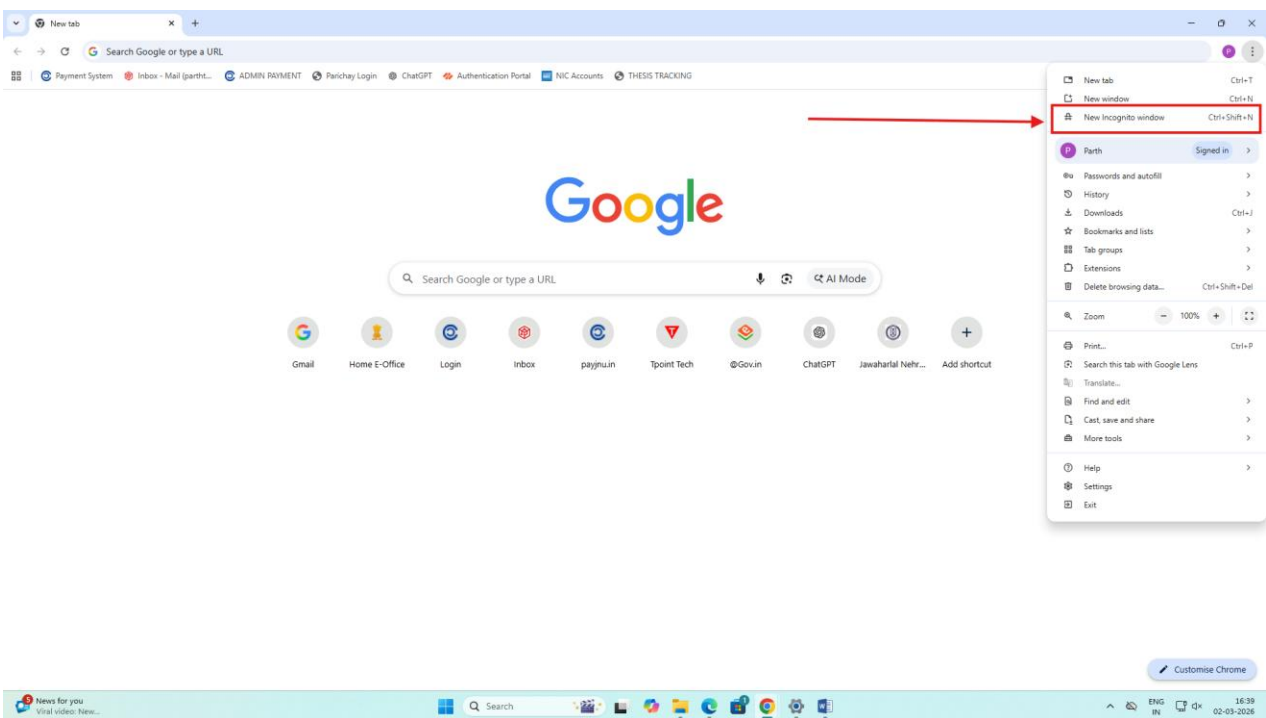 New tab
Search Google or type a URL
P
Payment System Inbox - Mail (partht... ADMIN PAYMENT Parichay Login ChatGPT Authentication Portal NIC Accounts THESIS TRACKING
New tab Ctrl+T
New window Ctrl+N
New Incognito window Ctrl+Shift+N
P Parth Signed in
Passwords and autofill
History
Downloads Ctrl+J
Bookmarks and lists
Tab groups
Extensions
Delete browsing data... Ctrl+Shift+Del
Zoom - 100% +
Print... Ctrl+P
Search this tab with Google Lens
Translate...
Find and edit
Cast, save and share
More tools
Help
Settings
Exit
Google
Search Google or type a URL AI Mode
Gmail Home E-Office Login Inbox payjnu.in Tpoint Tech @Gov.in ChatGPT Jawaharlal Nehr... Add shortcut
Customise Chrome
5 News for you
Viral video: New...
Search
ENG
IN
16:39
02-03-2026